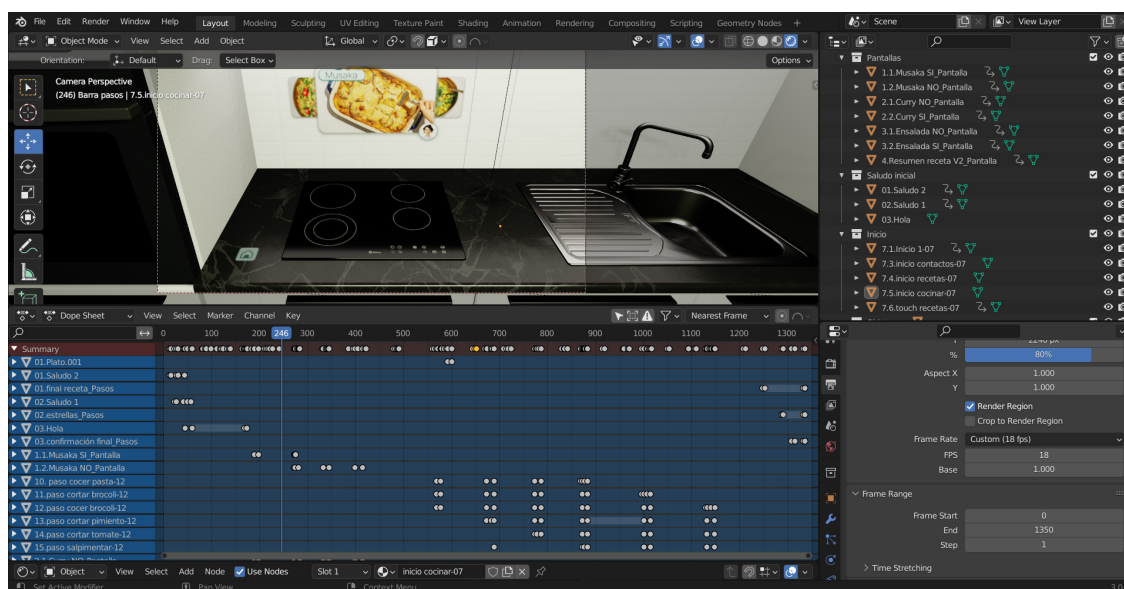 File Edit Render Window Help Layout Modeling Sculpting UV Editing Texture Paint Shading Animation Rendering Compositing Scripting Geometry Nodes + Scene View Layer
Object Mode View Select Add Object Global
Orientation: Default Drag: Select Box Options
Camera Perspective
(246) Barra pasos | 7.5.inicio cocinar-07
Musaka
Pantallas
1.1.Musaka SI_Pantalla
1.2.Musaka NO_Pantalla
2.1.Curry NO_Pantalla
2.2.Curry SI_Pantalla
3.1.Ensalada NO_Pantalla
3.2.Ensalada SI_Pantalla
4.Resumen receta V2_Pantalla
Saludo inicial
01.Saludo 2
02.Saludo 1
03.Hola
Inicio
7.1.Inicio 1-07
7.3.inicio contactos-07
7.4.inicio recetas-07
7.5.inicio cocinar-07
7.6.touch recetas-07
Dope Sheet View Select Marker Channel Key Nearest Frame
0 100 200 246 300 400 500 600 700 800 900 1000 1100 1200 1300
Summary
01.Plato.001
01.Saludo 2
01.final receta_Pasos
02.Saludo 1
02.estrellas_Pasos
03.Hola
03.confirmación final_Pasos
1.1.Musaka SI_Pantalla
1.2.Musaka NO_Pantalla
10. paso cocer pasta-12
11.paso cortar brocoli-12
12.paso cocer brocoli-12
13.paso cortar pimiento-12
14.paso cortar tomate-12
15.paso salpimentar-12
% 80%
Aspect X 1.000
Y 1.000
Render Region
Crop to Render Region
Frame Rate Custom (18 fps)
FPS 18
Base 1.000
Frame Range
Frame Start 0
End 1350
Step 1
Time Stretching
Object View Select Add Node Use Nodes Slot 1 inicio cocinar-07
Set Active Modifier Pan View Context Menu